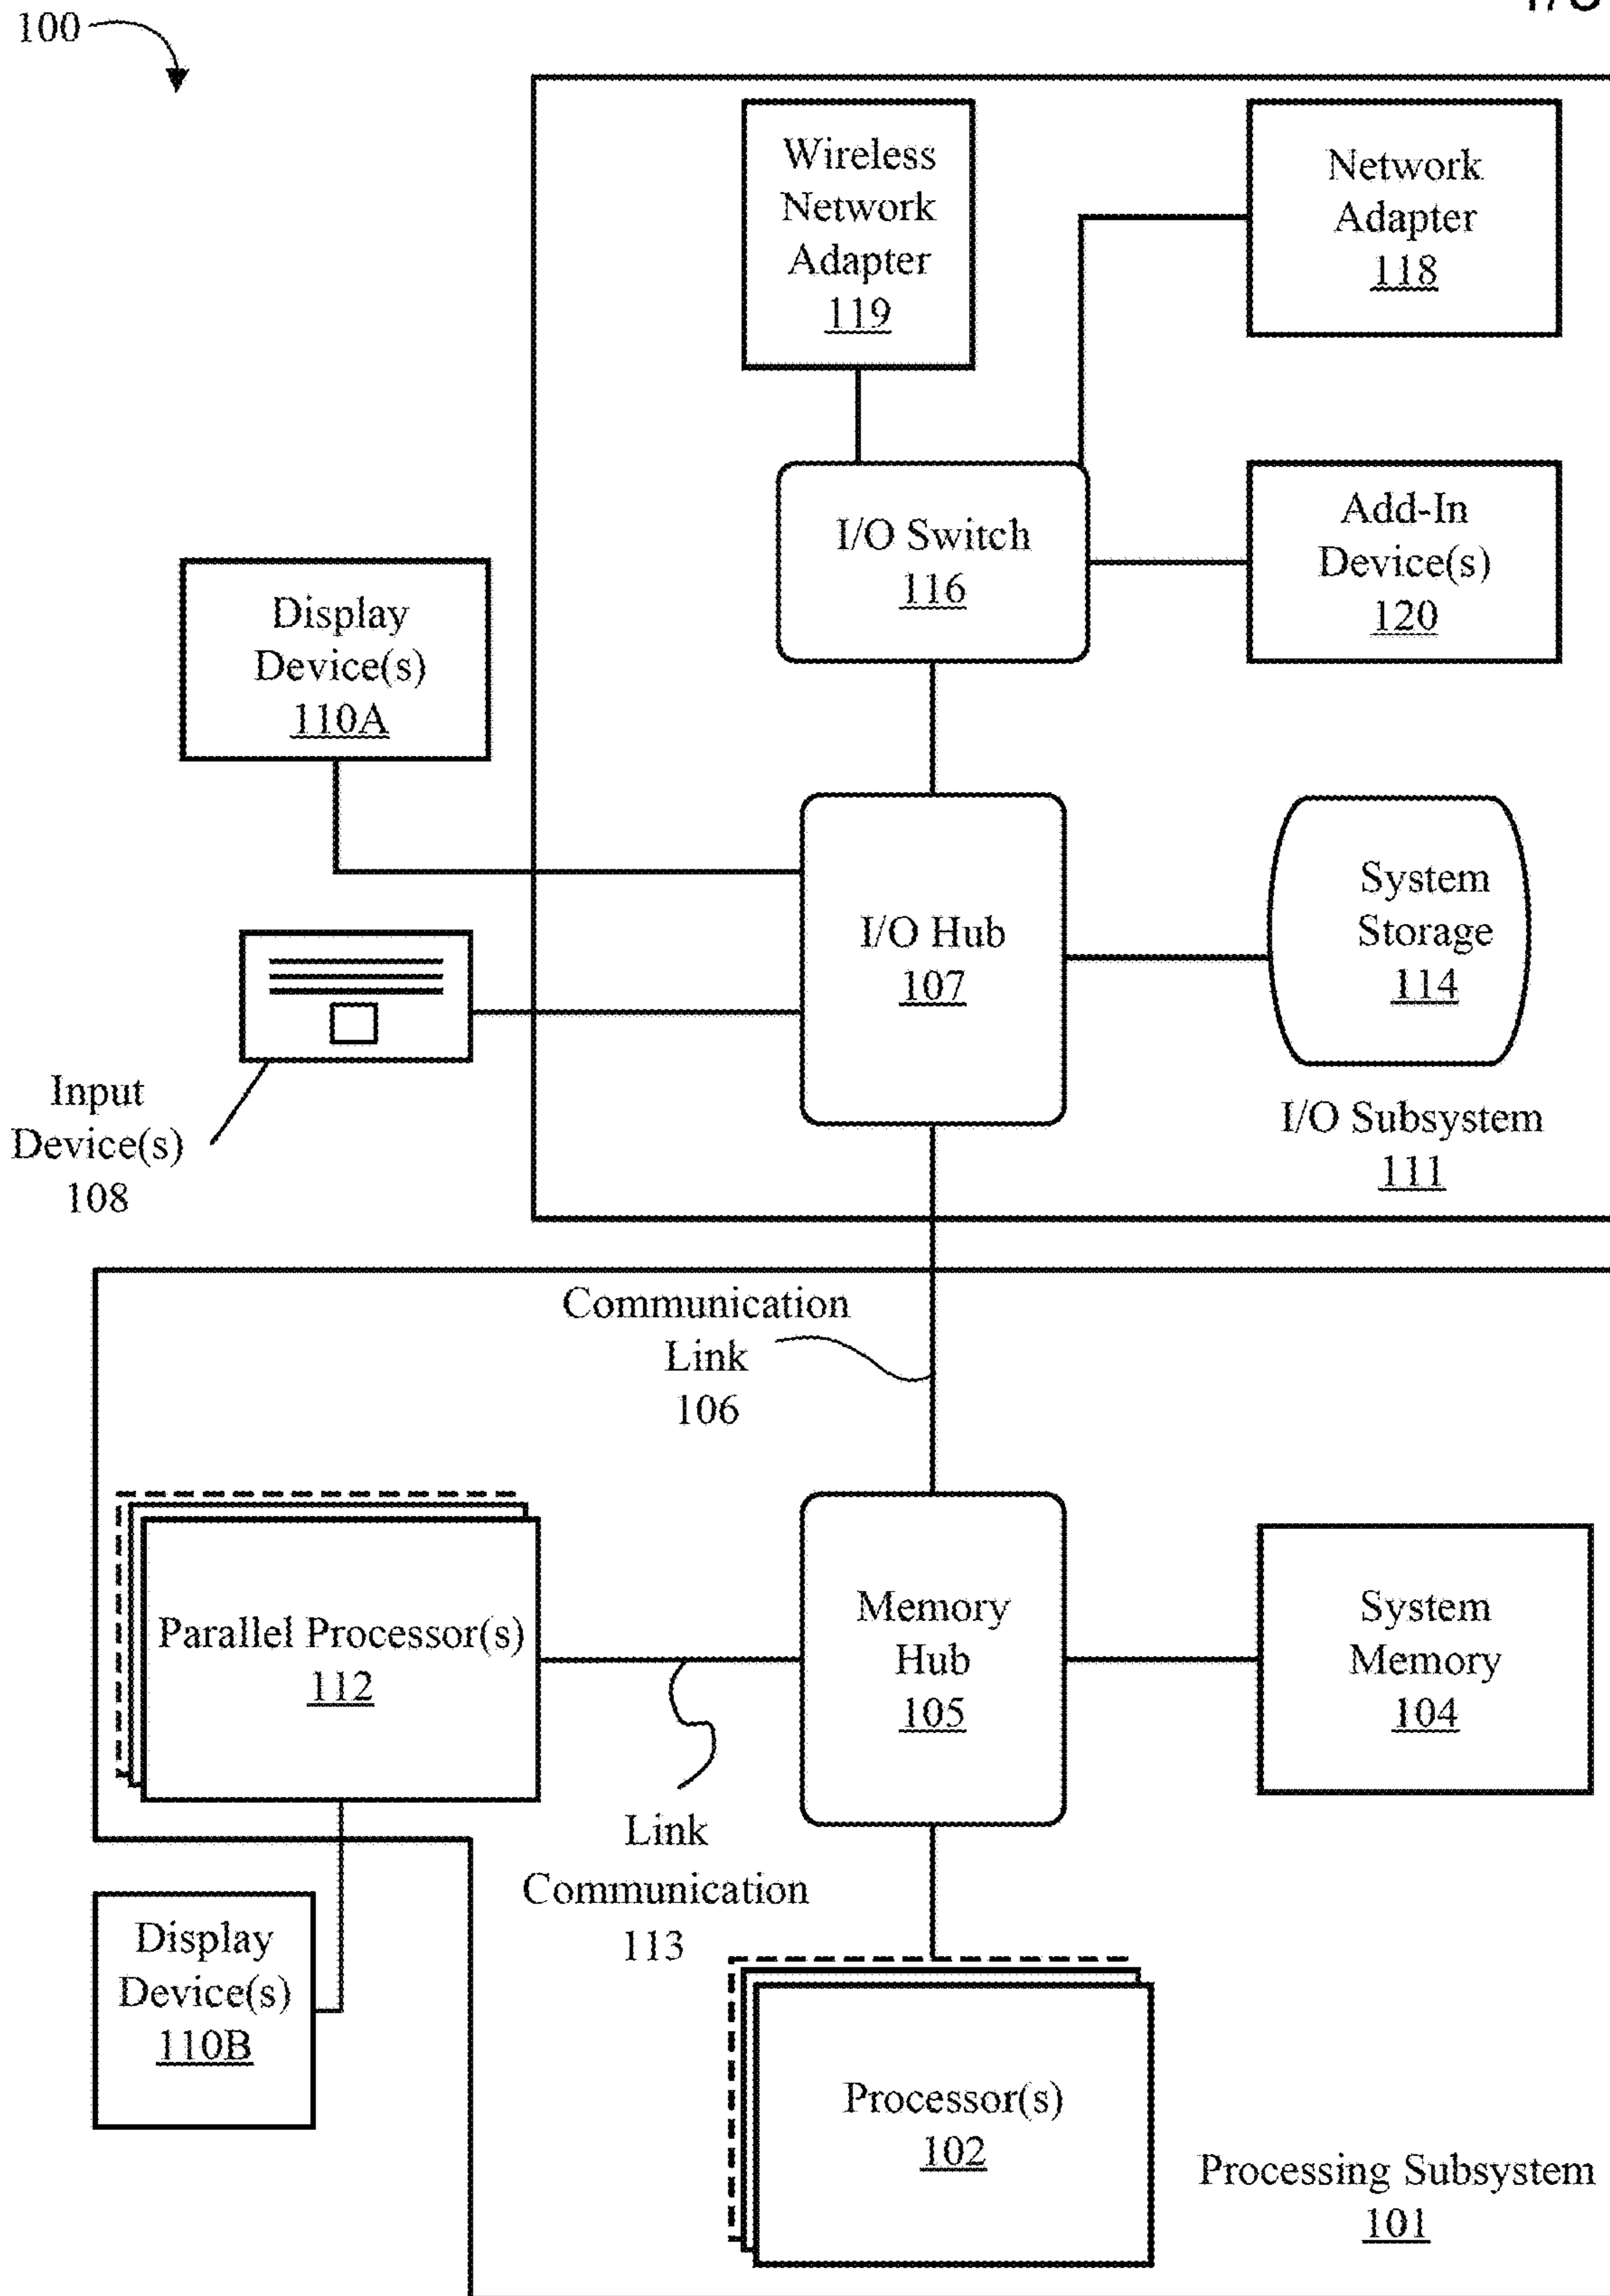 100
Wireless
Network
Adapter
119
Network
Adapter
118
I/O Switch
116
Add-In
Device(s)
120
Display
Device(s)
110A
I/O Hub
107
System
Storage
114
Input
Device(s)
108
I/O Subsystem
111
Communication
Link
106
Parallel Processor(s)
112
Memory
Hub
105
System
Memory
104
Link
Communication
113
Display
Device(s)
110B
Processor(s)
102
Processing Subsystem
101